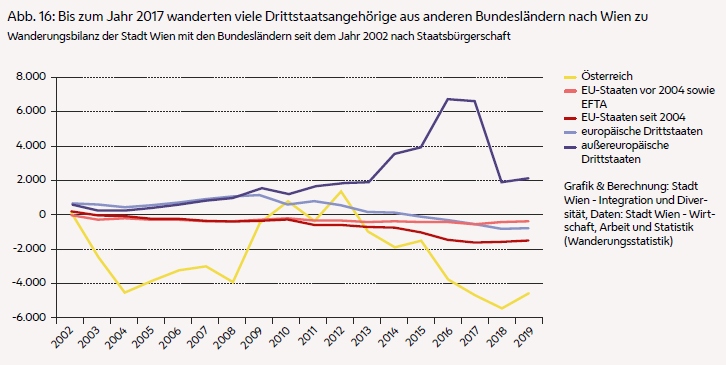 Abb. 16: Bis zum Jahr 2017 wanderten viele Drittstaatsangehörige aus anderen Bundesländern nach Wien zu
Wanderungsbilanz der Stadt Wien mit den Bundesländern seit dem Jahr 2002 nach Staatsbürgerschaft
8.000
6.000
4.000
2.000
0
-2.000
-4.000
-6.000
2002
2003
2004
2005
2006
2007
2008
2009
2010
2011
2012
2013
2014
2015
2016
2017
2018
2019
Österreich
EU-Staaten vor 2004 sowie
EFTA
EU-Staaten seit 2004
europäische Drittstaaten
außereuropäische
Drittstaaten
Grafik & Berechnung: Stadt
Wien - Integration und Diver-
sität, Daten: Stadt Wien - Wirt-
schaft, Arbeit und Statistik
(Wanderungsstatistik)